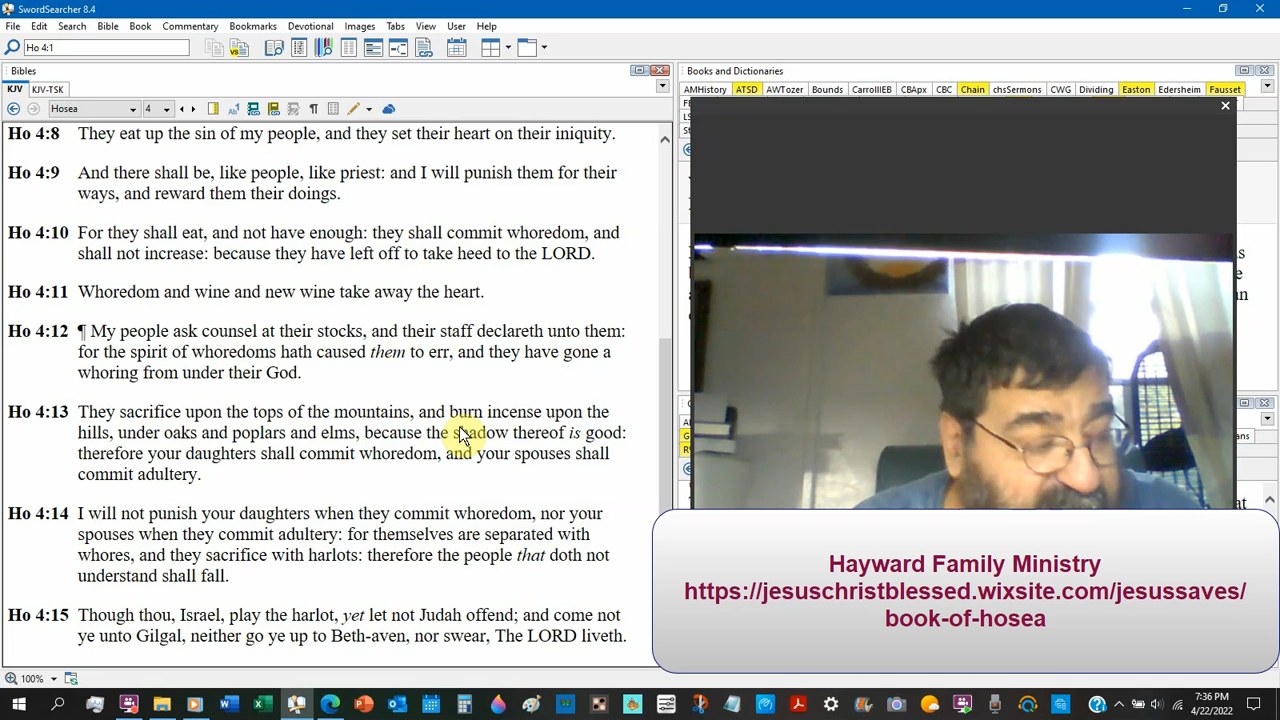 SwordSearcher 8.4
File Edit Search Bible Book Commentary Bookmarks Devotional Images Tabs View User Help
Ho 4:1
Bibles
KJV KJV-TSK
Hosea 4
Ho 4:8 They eat up the sin of my people, and they set their heart on their iniquity.
Ho 4:9 And there shall be, like people, like priest: and I will punish them for their
ways, and reward them their doings.
Ho 4:10 For they shall eat, and not have enough: they shall commit whoredom, and
shall not increase: because they have left off to take heed to the LORD.
Ho 4:11 Whoredom and wine and new wine take away the heart.
Ho 4:12 ¶ My people ask counsel at their stocks, and their staff declareth unto them:
for the spirit of whoredoms hath caused them to err, and they have gone a
whoring from under their God.
Ho 4:13 They sacrifice upon the tops of the mountains, and burn incense upon the
hills, under oaks and poplars and elms, because the shadow thereof is good:
therefore your daughters shall commit whoredom, and your spouses shall
commit adultery.
Ho 4:14 I will not punish your daughters when they commit whoredom, nor your
spouses when they commit adultery: for themselves are separated with
whores, and they sacrifice with harlots: therefore the people that doth not
understand shall fall.
Ho 4:15 Though thou, Israel, play the harlot, yet let not Judah offend; and come not
ye unto Gilgal, neither go ye up to Beth-aven, nor swear, The LORD liveth.
100%
Books and Dictionaries
AMHistory ATSD AWTozer Bounds CarrollIEB CBApx CBC Chain chsSermons CWG Dividing Easton Edersheim Fausset
Hayward Family Ministry
https://jesuschristblessed.wixsite.com/jesussaves/
book-of-hosea
7:36 PM
4/22/2022